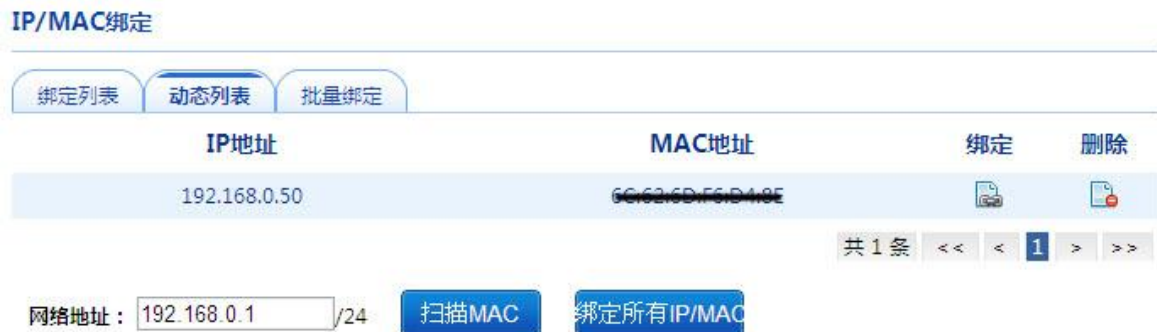 IP/MAC绑定
绑定列表 动态列表 批量绑定
IP地址 MAC地址 绑定 删除
192.168.0.50
共 1 条 << < 1 > >>
网络地址： 192.168.0.1 /24 扫描MAC 绑定所有IP/MAC